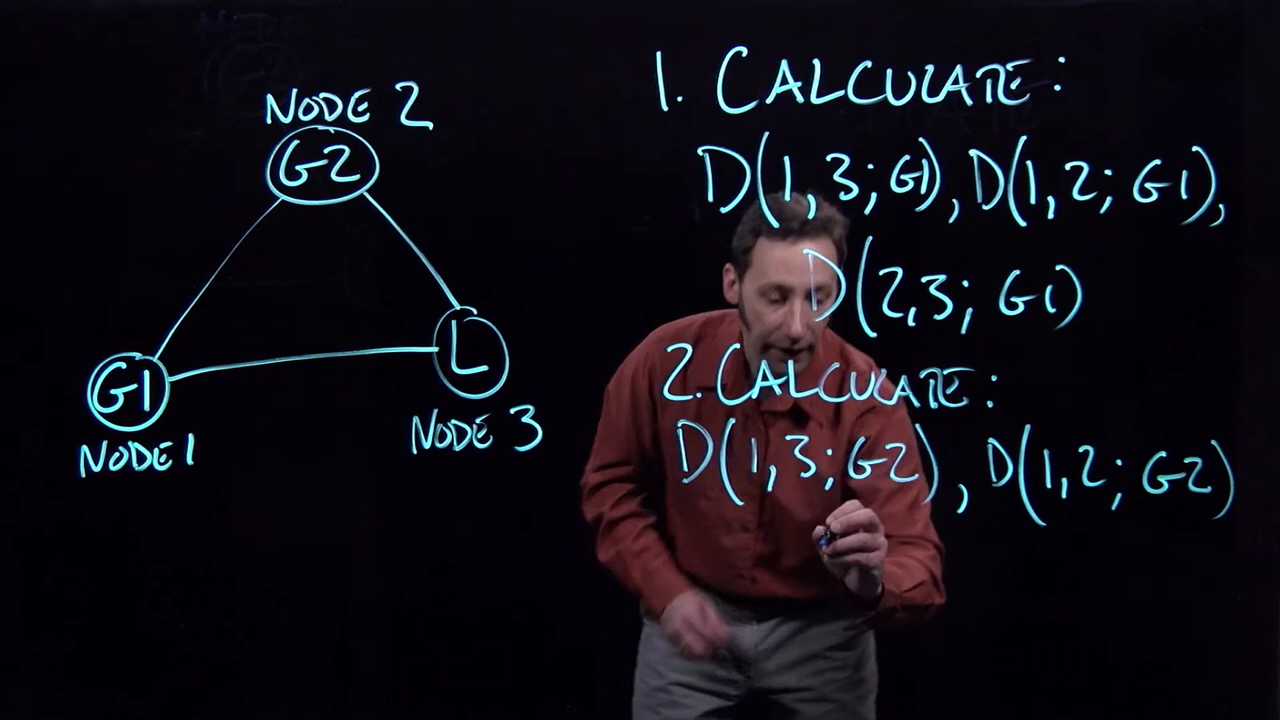 NODE 2
G2
G1
L
NODE 1
NODE 3
1. CALCULATE:
D(1,3; G1), D(1,2; G1),
D(2,3; G1)
2. CALCULATE:
D(1,3; G2), D(1,2; G2)